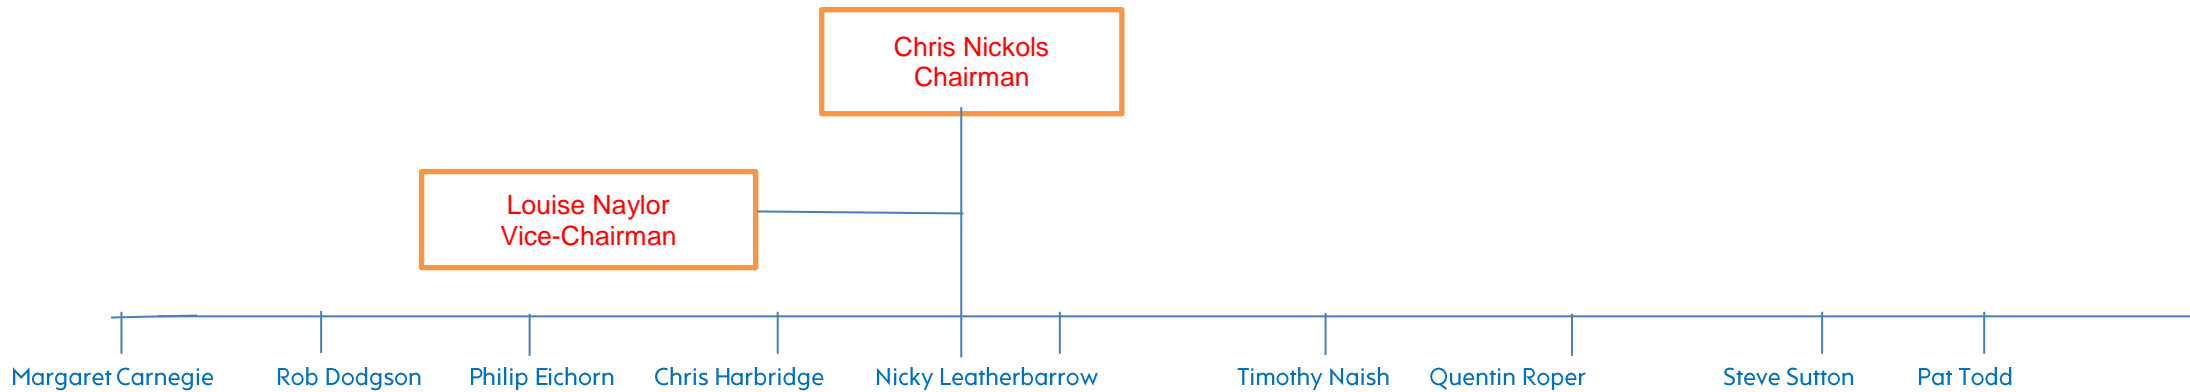 Chris Nickols
Chairman
Louise Naylor
Vice-Chairman
Margaret Carnegie
Rob Dodgson
Philip Eichorn
Chris Harbridge
Nicky Leatherbarrow
Timothy Naish
Quentin Roper
Steve Sutton
Pat Todd